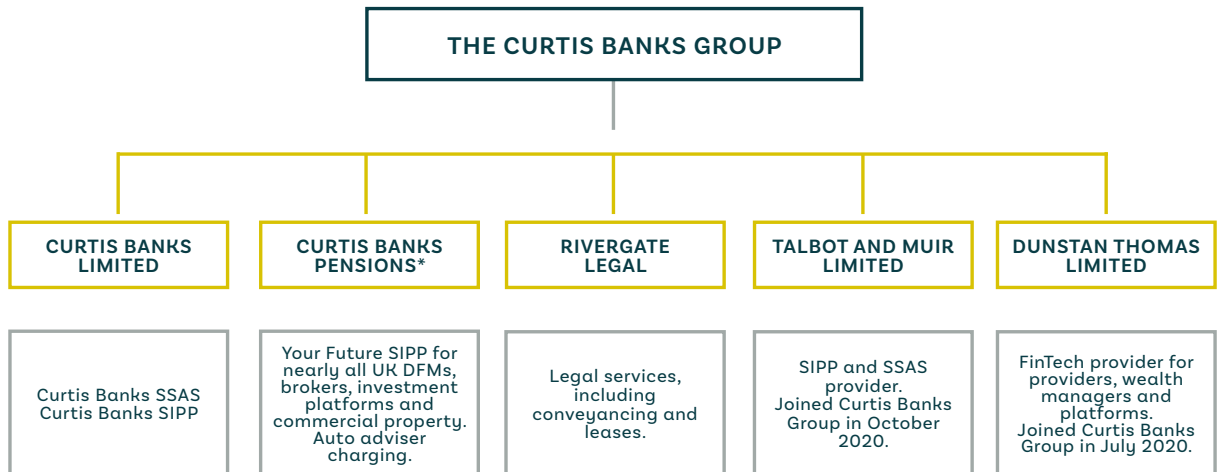 THE CURTIS BANKS GROUP
CURTIS BANKS
LIMITED
CURTIS BANKS
PENSIONS*
RIVERGATE
LEGAL
TALBOT AND MUIR
LIMITED
DUNSTAN THOMAS
LIMITED
Curtis Banks SSAS
Curtis Banks SIPP
Your Future SIPP for
nearly all UK DFMs,
brokers, investment
platforms and
commercial property.
Auto adviser
charging.
Legal services,
including
conveyancing and
leases.
SIPP and SSAS
provider.
Joined Curtis Banks
Group in October
2020.
FinTech provider for
providers, wealth
managers and
platforms.
Joined Curtis Banks
Group in July 2020.